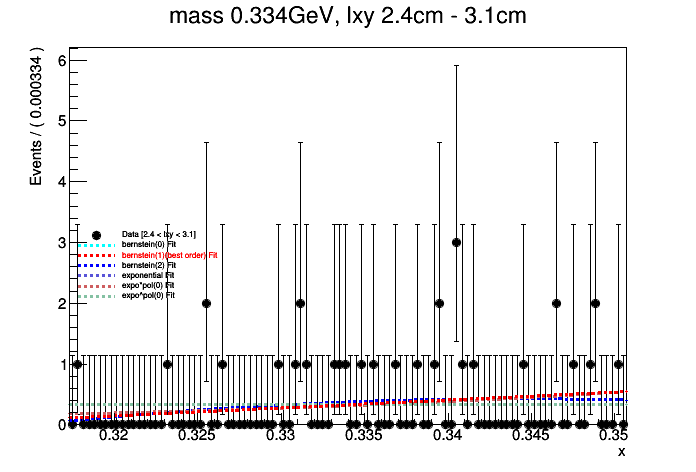 mass 0.334GeV, lxy 2.4cm - 3.1cm
Events / ( 0.000334 )
6
5
4
3
2
1
0
Data [2.4 < lxy < 3.1]
bernstein(0) Fit
bernstein(1)(best order) Fit
bernstein(2) Fit
exponential Fit
expo*pol(0) Fit
expo*pol(0) Fit
0.32 0.325 0.33 0.335 0.34 0.345 0.35
x